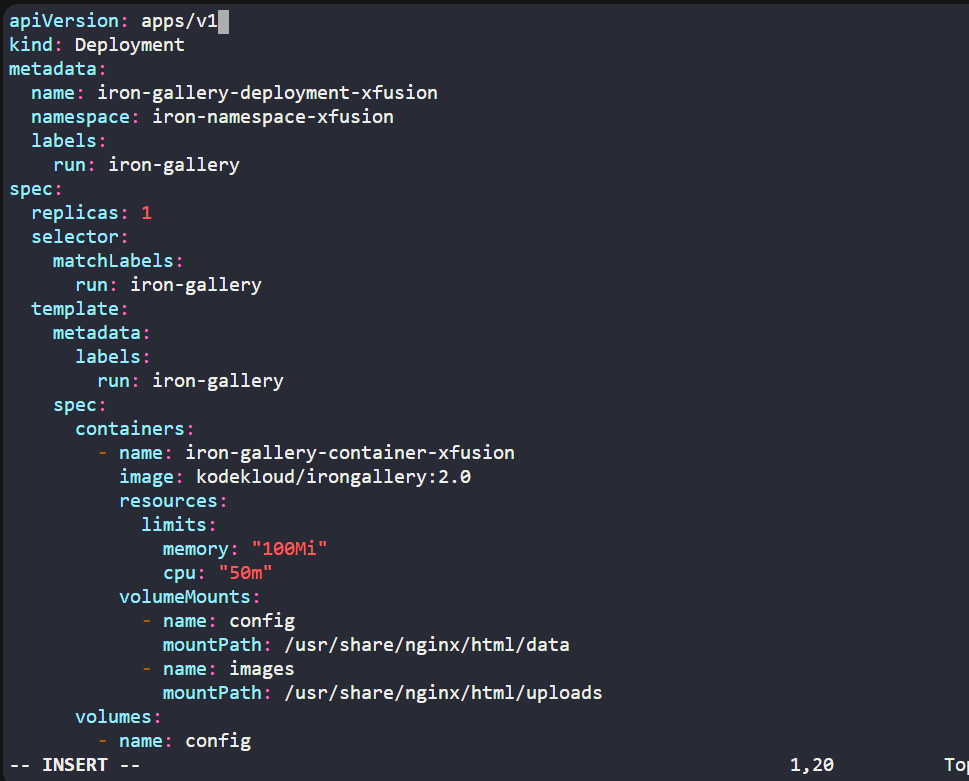 apiVersion: apps/v1
kind: Deployment
metadata:
  name: iron-gallery-deployment-xfusion
  namespace: iron-namespace-xfusion
  labels:
    run: iron-gallery
spec:
  replicas: 1
  selector:
    matchLabels:
      run: iron-gallery
  template:
    metadata:
      labels:
        run: iron-gallery
    spec:
      containers:
        - name: iron-gallery-container-xfusion
          image: kodekloud/irongallery:2.0
          resources:
            limits:
              memory: "100Mi"
              cpu: "50m"
          volumeMounts:
            - name: config
              mountPath: /usr/share/nginx/html/data
            - name: images
              mountPath: /usr/share/nginx/html/uploads
      volumes:
        - name: config
-- INSERT -- 1,20 To